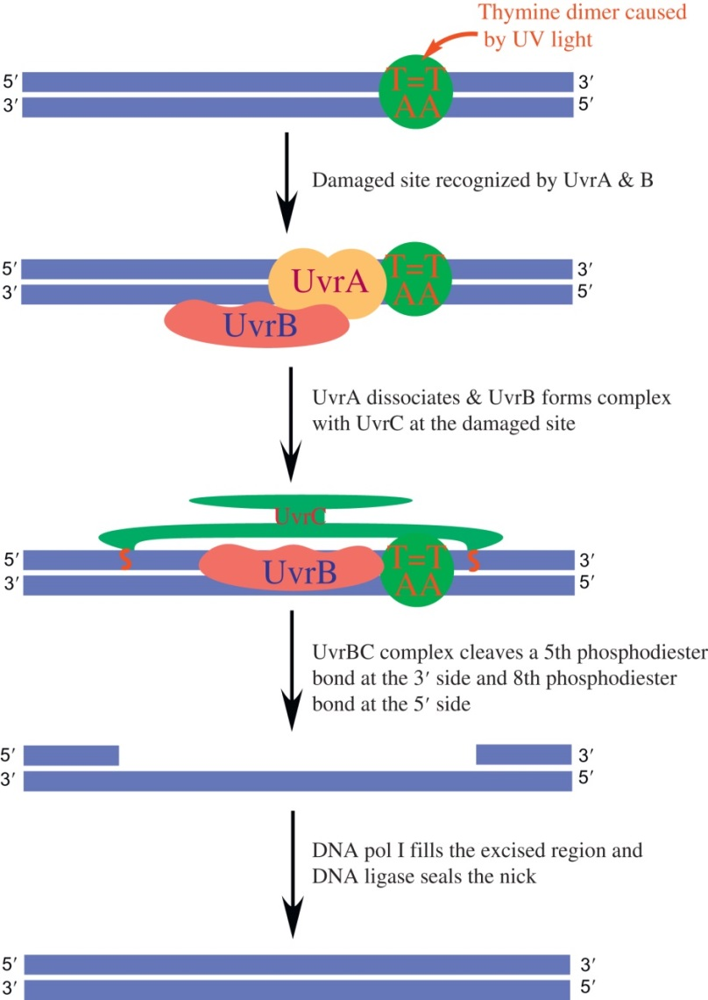 Thymine dimer caused
by UV light
5′ T=T 3′
3′ AA 5′
Damaged site recognized by UvrA & B
5′ UvrA T=T 3′
3′ AA 5′
UvrB
UvrA dissociates & UvrB forms complex
with UvrC at the damaged site
UvrC
5′ T=T 3′
3′ UvrB AA 5′
UvrBC complex cleaves a 5th phosphodiester
bond at the 3′ side and 8th phosphodiester
bond at the 5′ side
5′ 3′
3′ 5′
DNA pol I fills the excised region and
DNA ligase seals the nick
5′ 3′
3′ 5′